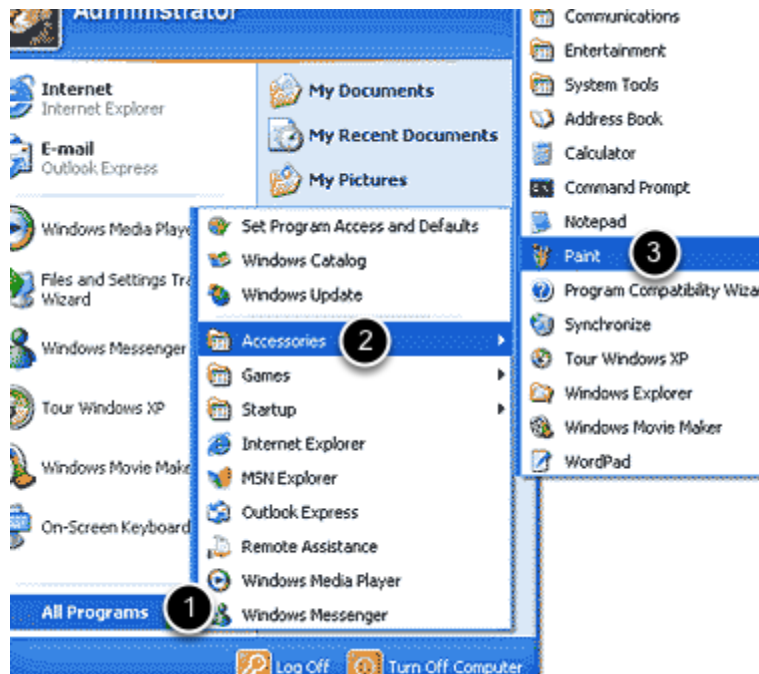 Administrator
Internet
Internet Explorer
E-mail
Outlook Express
Windows Media Playe
Files and Settings Tra
Wizard
Windows Messenger
Tour Windows XP
Windows Movie Make
On-Screen Keyboard
All Programs
1
My Documents
My Recent Documents
My Pictures
Set Program Access and Defaults
Windows Catalog
Windows Update
Accessories
2
Games
Startup
Internet Explorer
MSN Explorer
Outlook Express
Remote Assistance
Windows Media Player
Windows Messenger
Communications
Entertainment
System Tools
Address Book
Calculator
Command Prompt
Notepad
Paint
3
Program Compatibility Wiza
Synchronize
Tour Windows XP
Windows Explorer
Windows Movie Maker
WordPad
Log Off
Turn Off Computer